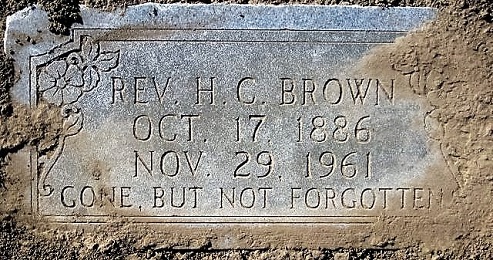 REV. H. C. BROWN
OCT. 17. 1886
NOV. 29. 1961
GONE, BUT NOT FORGOTTEN